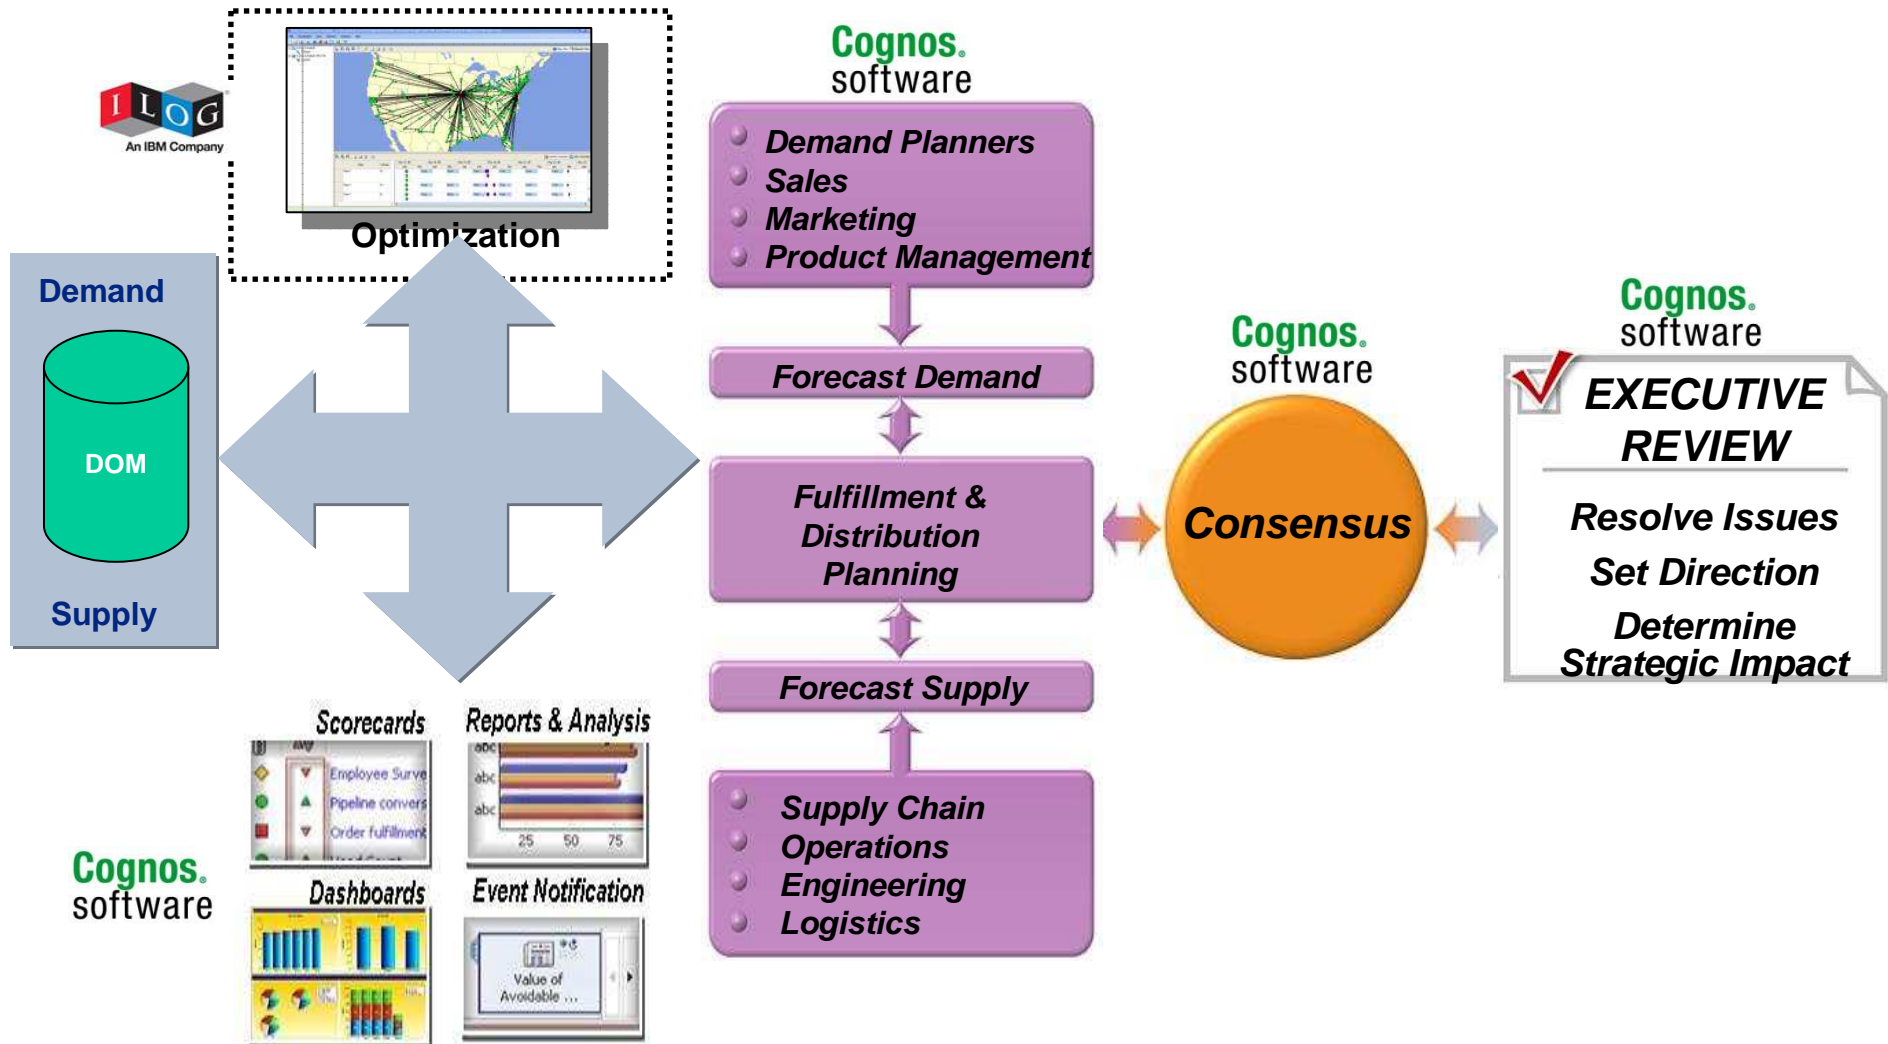 ILOG
An IBM Company
Optimization
Demand
DOM
Supply
Cognos.
software
Scorecards
Employee Surve
Pipeline convers
Order fulfillment
Reports & Analysis
abc
abc
abc
25 50 75
Dashboards
Event Notification
Value of
Avoidable ...
Cognos.
software
Demand Planners
Sales
Marketing
Product Management
Forecast Demand
Fulfillment &
Distribution
Planning
Forecast Supply
Supply Chain
Operations
Engineering
Logistics
Cognos.
software
Consensus
Cognos.
software
EXECUTIVE
REVIEW
Resolve Issues
Set Direction
Determine
Strategic Impact